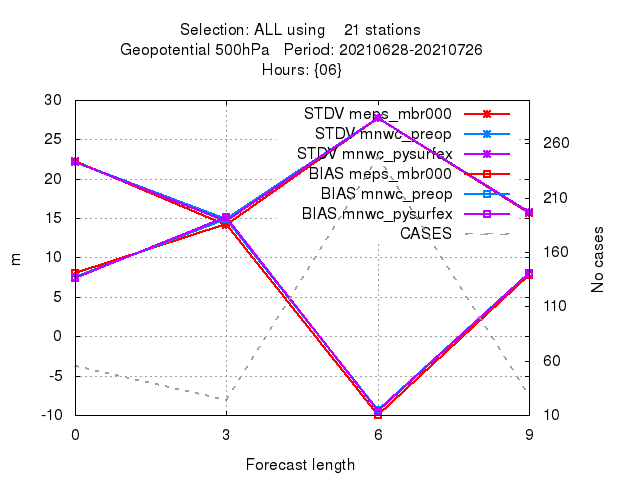 Selection: ALL using 21 stations
Geopotential 500hPa Period: 20210628-20210726
Hours: {06}
30
25
20
15
10
5
0
-5
-10
m
STDV meps_mbr000
STDV mnwc_preop
STDV mnwc_pysurfex
BIAS meps_mbr000
BIAS mnwc_preop
BIAS mnwc_pysurfex
CASES
260
210
160
110
60
10
No cases
0 3 6 9
Forecast length